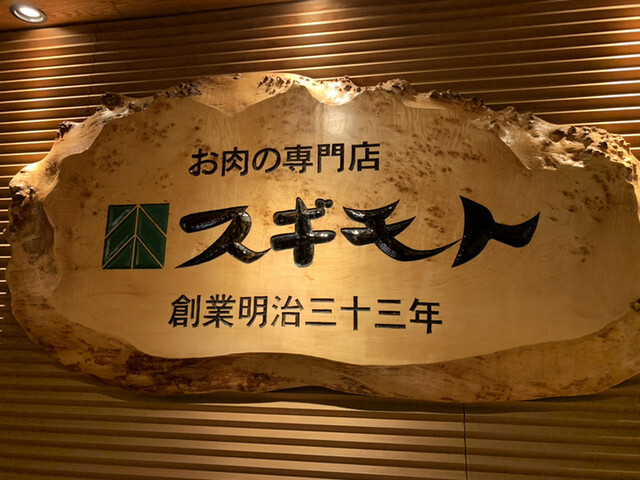 お肉の専門店
スギモト
創業明治三十三年